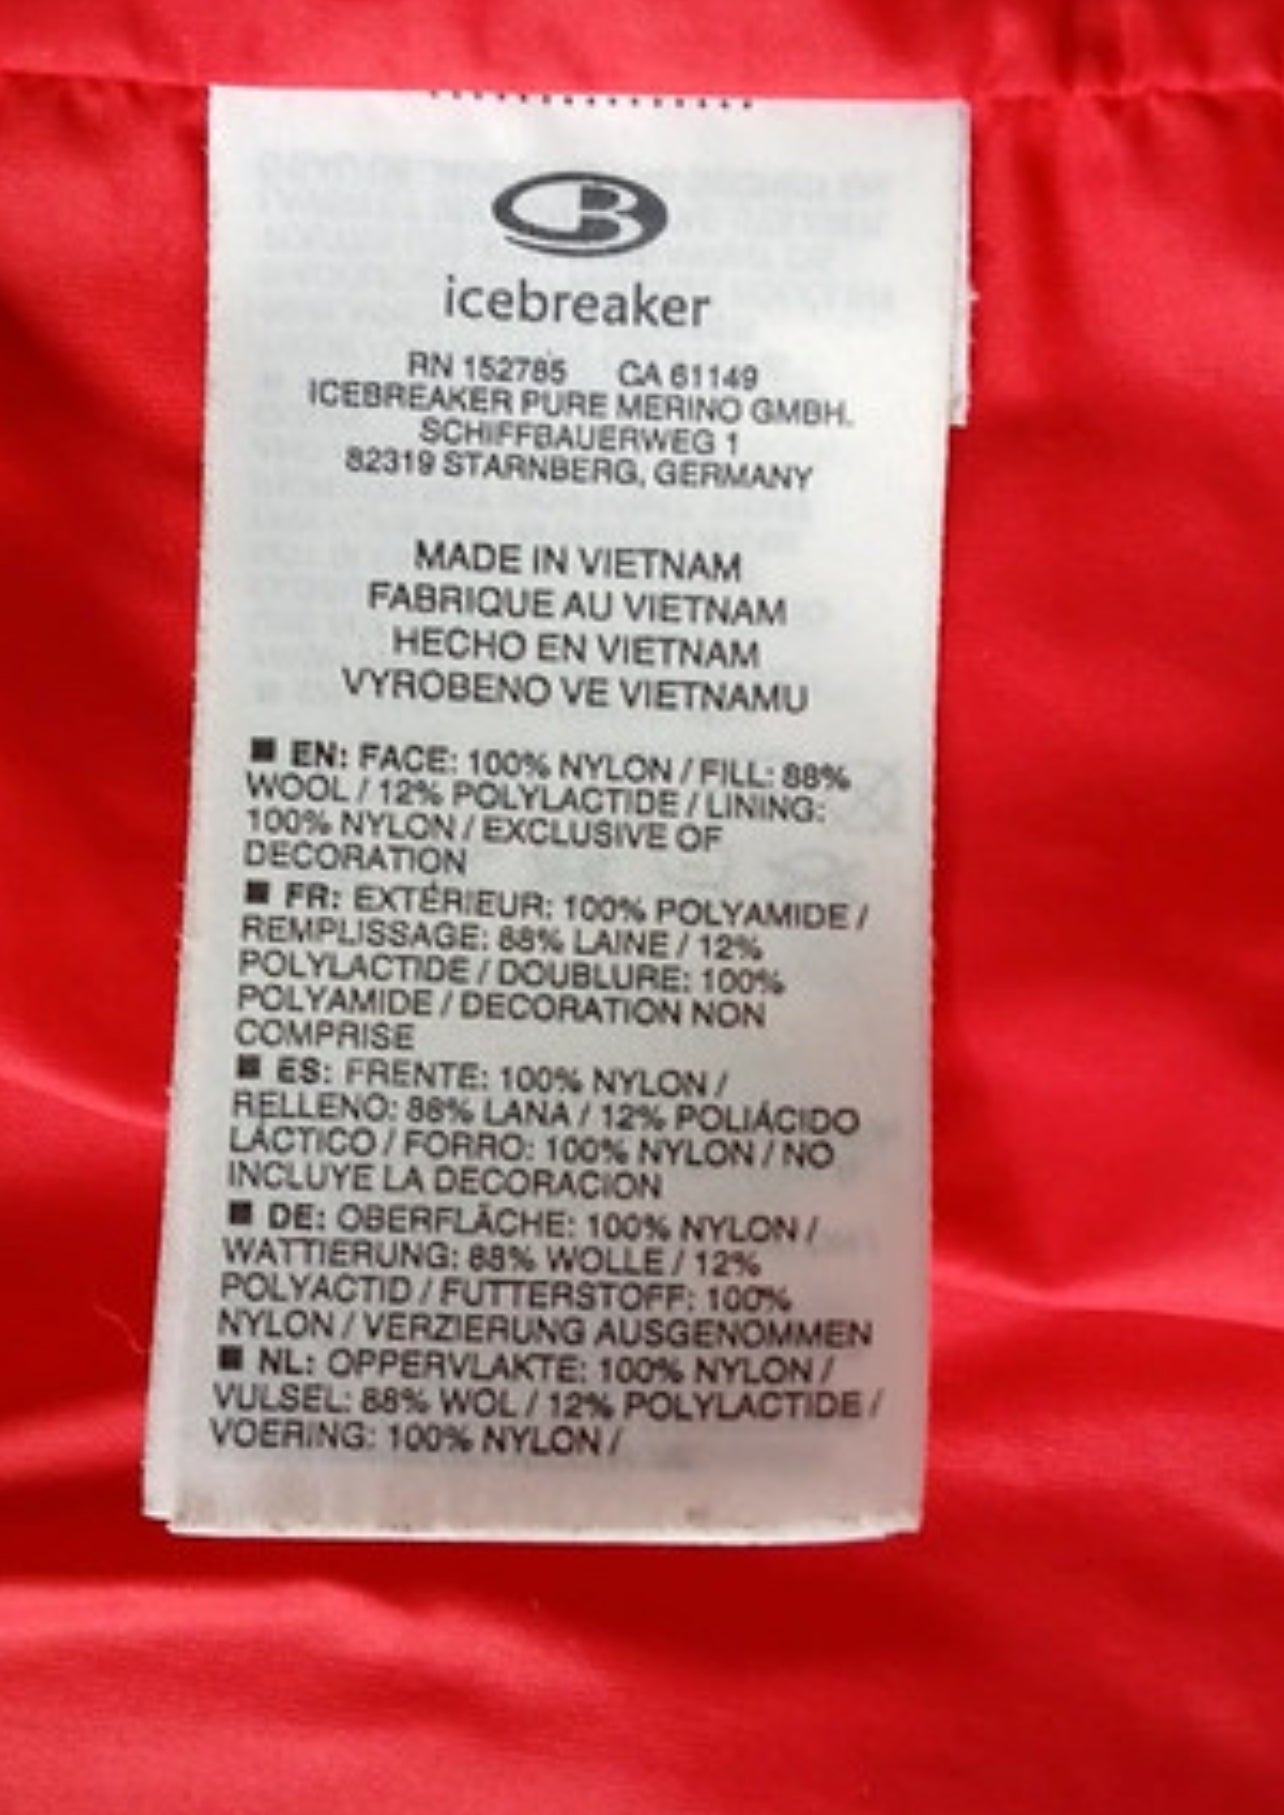 icebreaker
RN 152785 CA 61149
ICEBREAKER PURE MERINO GMBH.
SCHIFFBAUERWEG 1
82319 STARNBERG, GERMANY
MADE IN VIETNAM
FABRIQUE AU VIETNAM
HECHO EN VIETNAM
VYROBENO VE VIETNAMU
■ EN: FACE: 100% NYLON / FILL: 88%
WOOL / 12% POLYLACTIDE / LINING:
100% NYLON / EXCLUSIVE OF
DECORATION
■ FR: EXTÉRIEUR: 100% POLYAMIDE /
REMPLISSAGE: 88% LAINE / 12%
POLYLACTIDE / DOUBLURE: 100%
POLYAMIDE / DECORATION NON
COMPRISE
■ ES: FRENTE: 100% NYLON /
RELLENO: 88% LANA / 12% POLIÁCIDO
LÁCTICO / FORRO: 100% NYLON / NO
INCLUYE LA DECORACION
■ DE: OBERFLÄCHE: 100% NYLON /
WATTIERUNG: 88% WOLLE / 12%
POLYACTID / FUTTERSTOFF: 100%
NYLON / VERZIERUNG AUSGENOMMEN
■ NL: OPPERVLAKTE: 100% NYLON /
VULSEL: 88% WOL / 12% POLYLACTIDE /
VOERING: 100% NYLON /